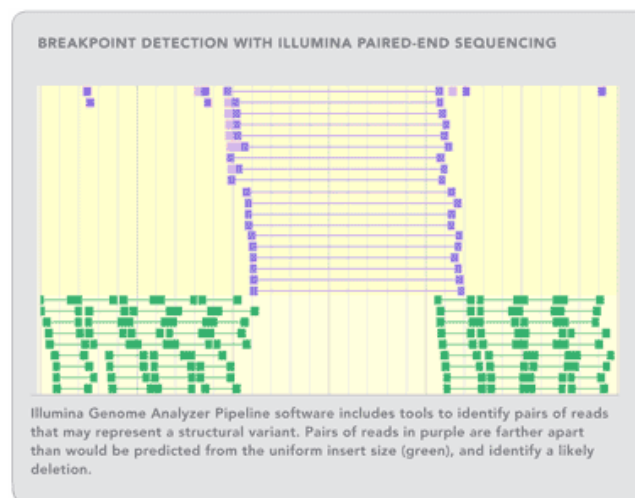 BREAKPOINT DETECTION WITH ILLUMINA PAIRED-END SEQUENCING
Illumina Genome Analyzer Pipeline software includes tools to identify pairs of reads
that may represent a structural variant. Pairs of reads in purple are farther apart
than would be predicted from the uniform insert size (green), and identify a likely
deletion.